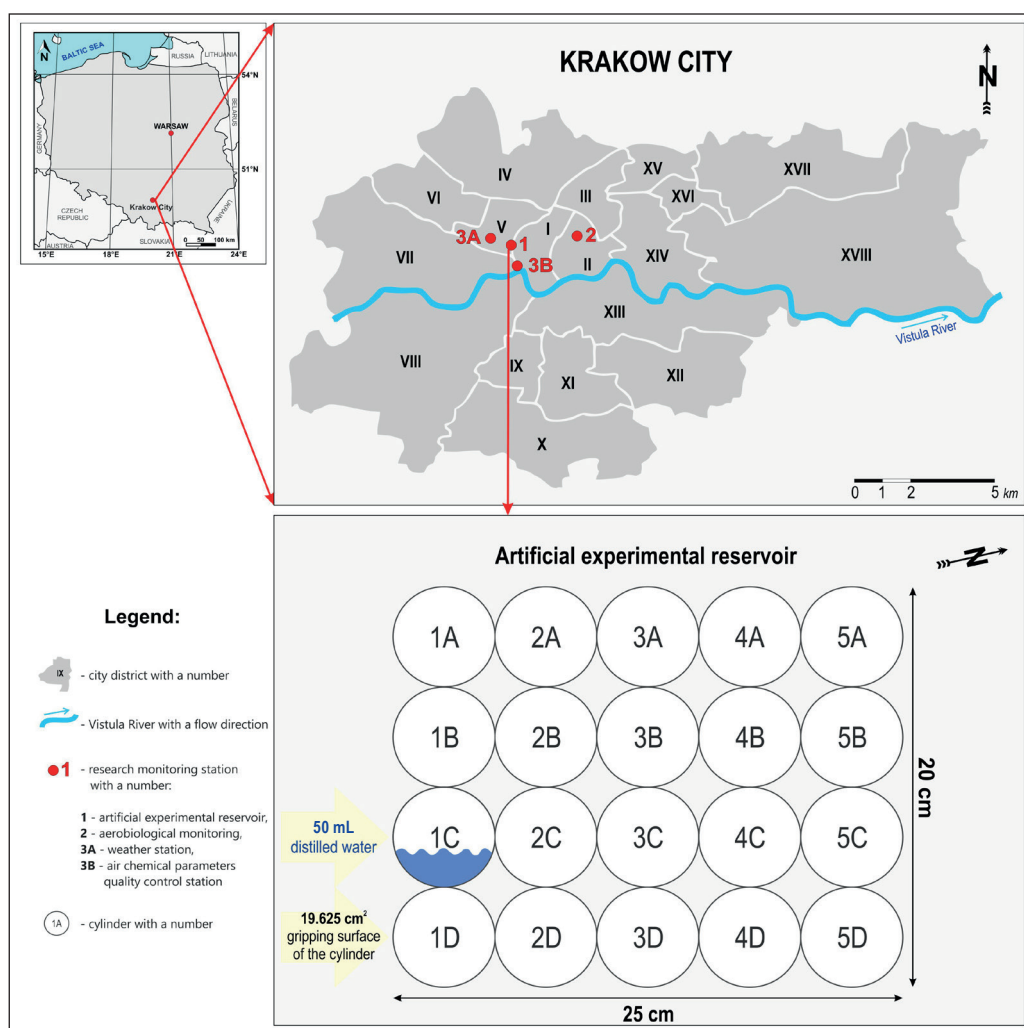 N
BALTIC SEA
RUSSIA
LITHUANIA
54°N
GERMANY
BELARUS
WARSAW
51°N
Krakow City
CZECH
REPUBLIC
UKRAINE
SLOVAKIA
AUSTRIA
0 50 100 km
15°E
18°E
21°E
24°E
KRAKOW CITY
N
IV
XV
XVII
VI
III
XVI
V
I
3A
1
2
VII
3B
II
XIV
XVIII
XIII
Vistula River
VIII
IX
XI
XII
X
0 1 2 5 km
Artificial experimental reservoir
N
1A 2A 3A 4A 5A
1B 2B 3B 4B 5B
1C 2C 3C 4C 5C
1D 2D 3D 4D 5D
20 cm
25 cm
50 mL
distilled water
19.625 cm²
gripping surface
of the cylinder
Legend:
IX
- city district with a number
- Vistula River with a flow direction
1
- research monitoring station
with a number:
1 - artificial experimental reservoir,
2 - aerobiological monitoring,
3A - weather station,
3B - air chemical parameters
quality control station
1A
- cylinder with a number